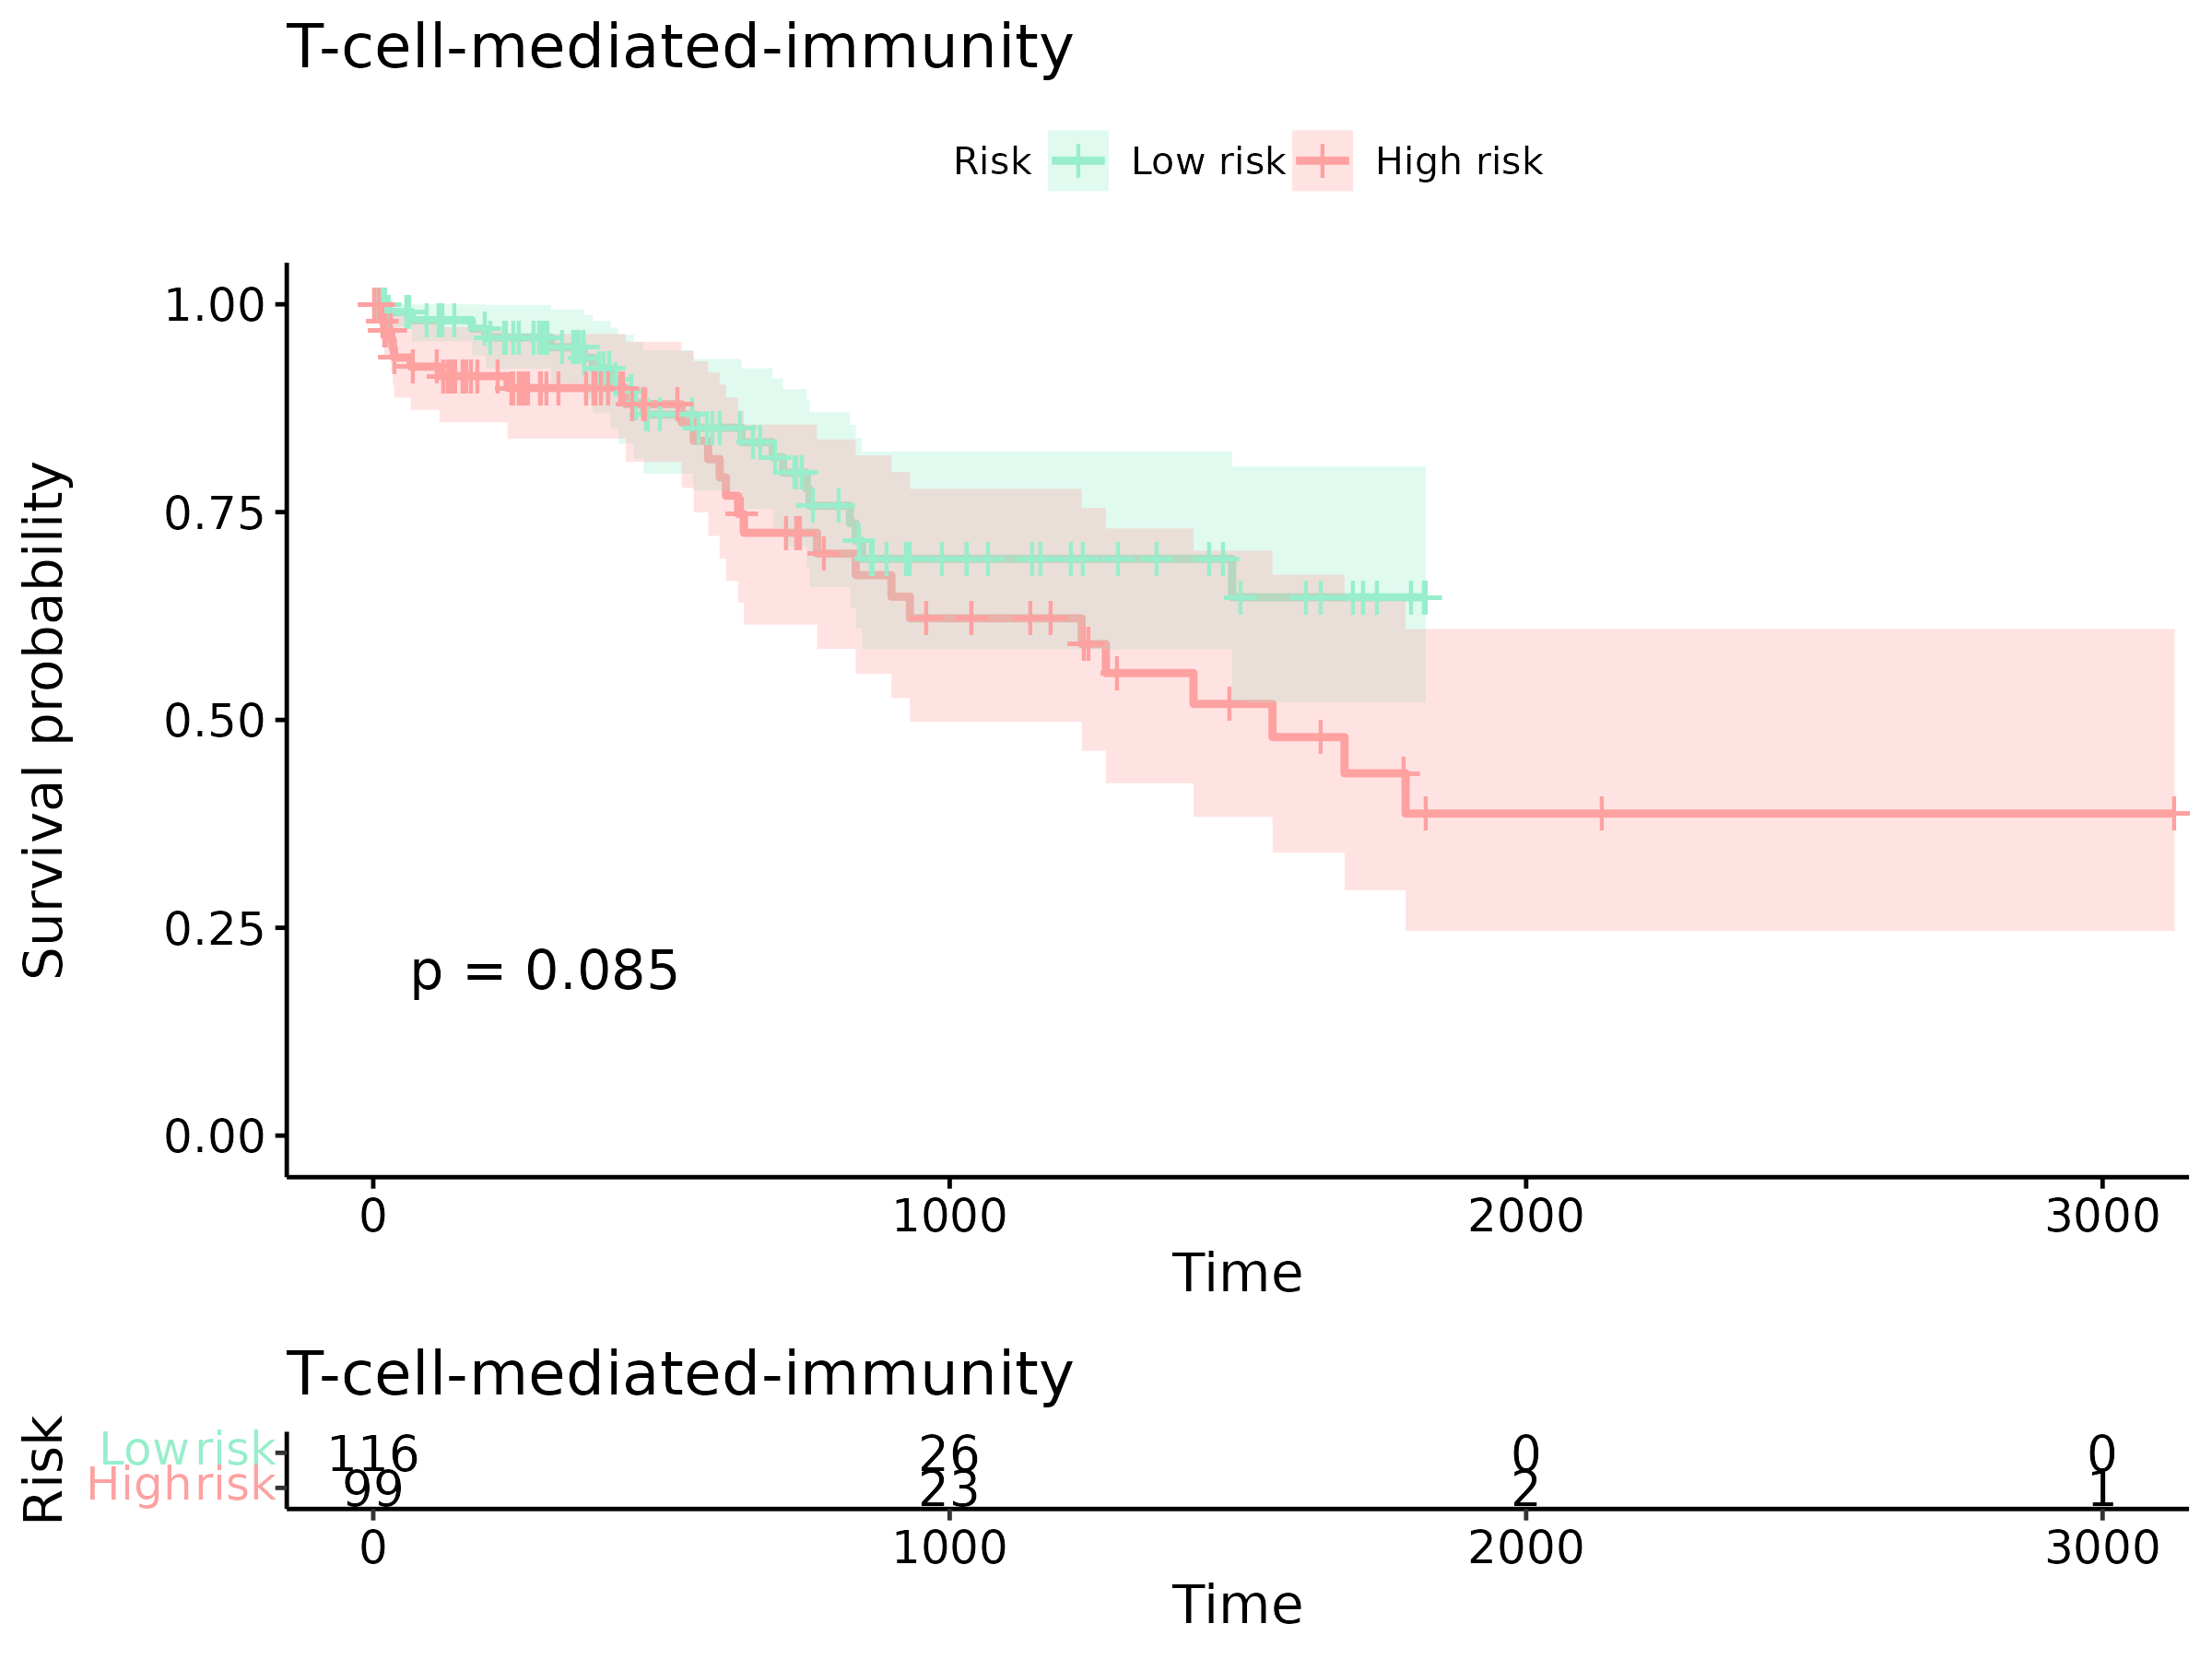 T-cell-mediated-immunity
Risk Low risk High risk
Survival probability
1.00
0.75
0.50
0.25
0.00
p = 0.085
0 1000 2000 3000
Time
T-cell-mediated-immunity
Risk
Low risk 116 26 0 0
High risk 99 23 2 1
0 1000 2000 3000
Time